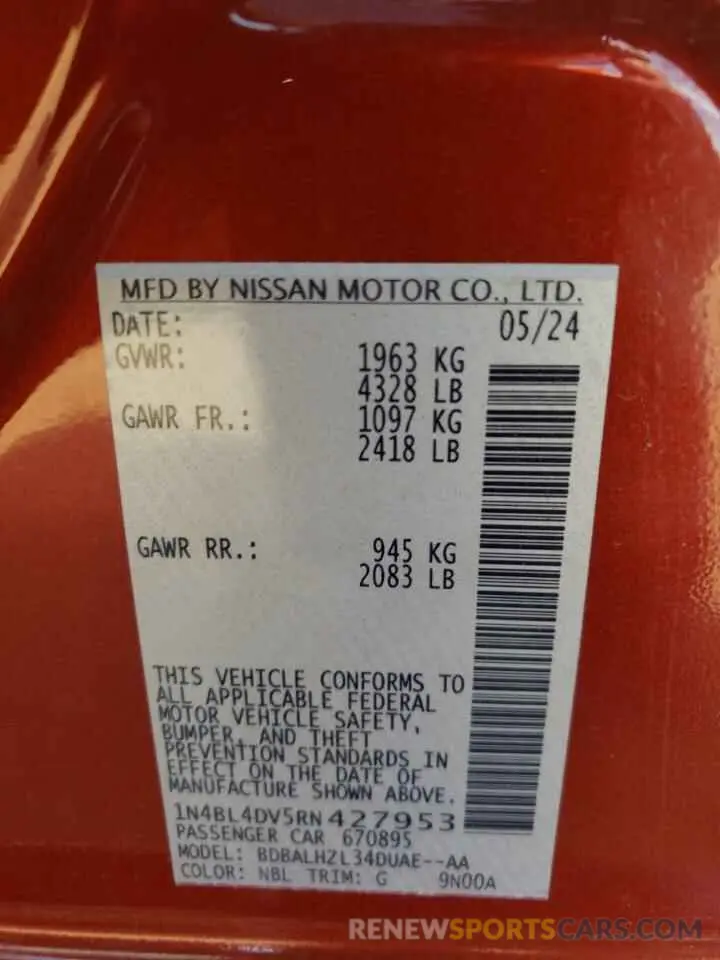 MFD BY NISSAN MOTOR CO., LTD.
DATE: 05/24
GVWR: 1963 KG
4328 LB
GAWR FR.: 1097 KG
2418 LB
GAWR RR.: 945 KG
2083 LB
THIS VEHICLE CONFORMS TO
ALL APPLICABLE FEDERAL
MOTOR VEHICLE SAFETY,
BUMPER, AND THEFT
PREVENTION STANDARDS IN
EFFECT ON THE DATE OF
MANUFACTURE SHOWN ABOVE.
1N4BL4DV5RN427953
PASSENGER CAR 670895
MODEL: BDBALHZL34DUAE--AA
COLOR: NBL TRIM: G 9N00A
RENEWSPORTSCARS.COM